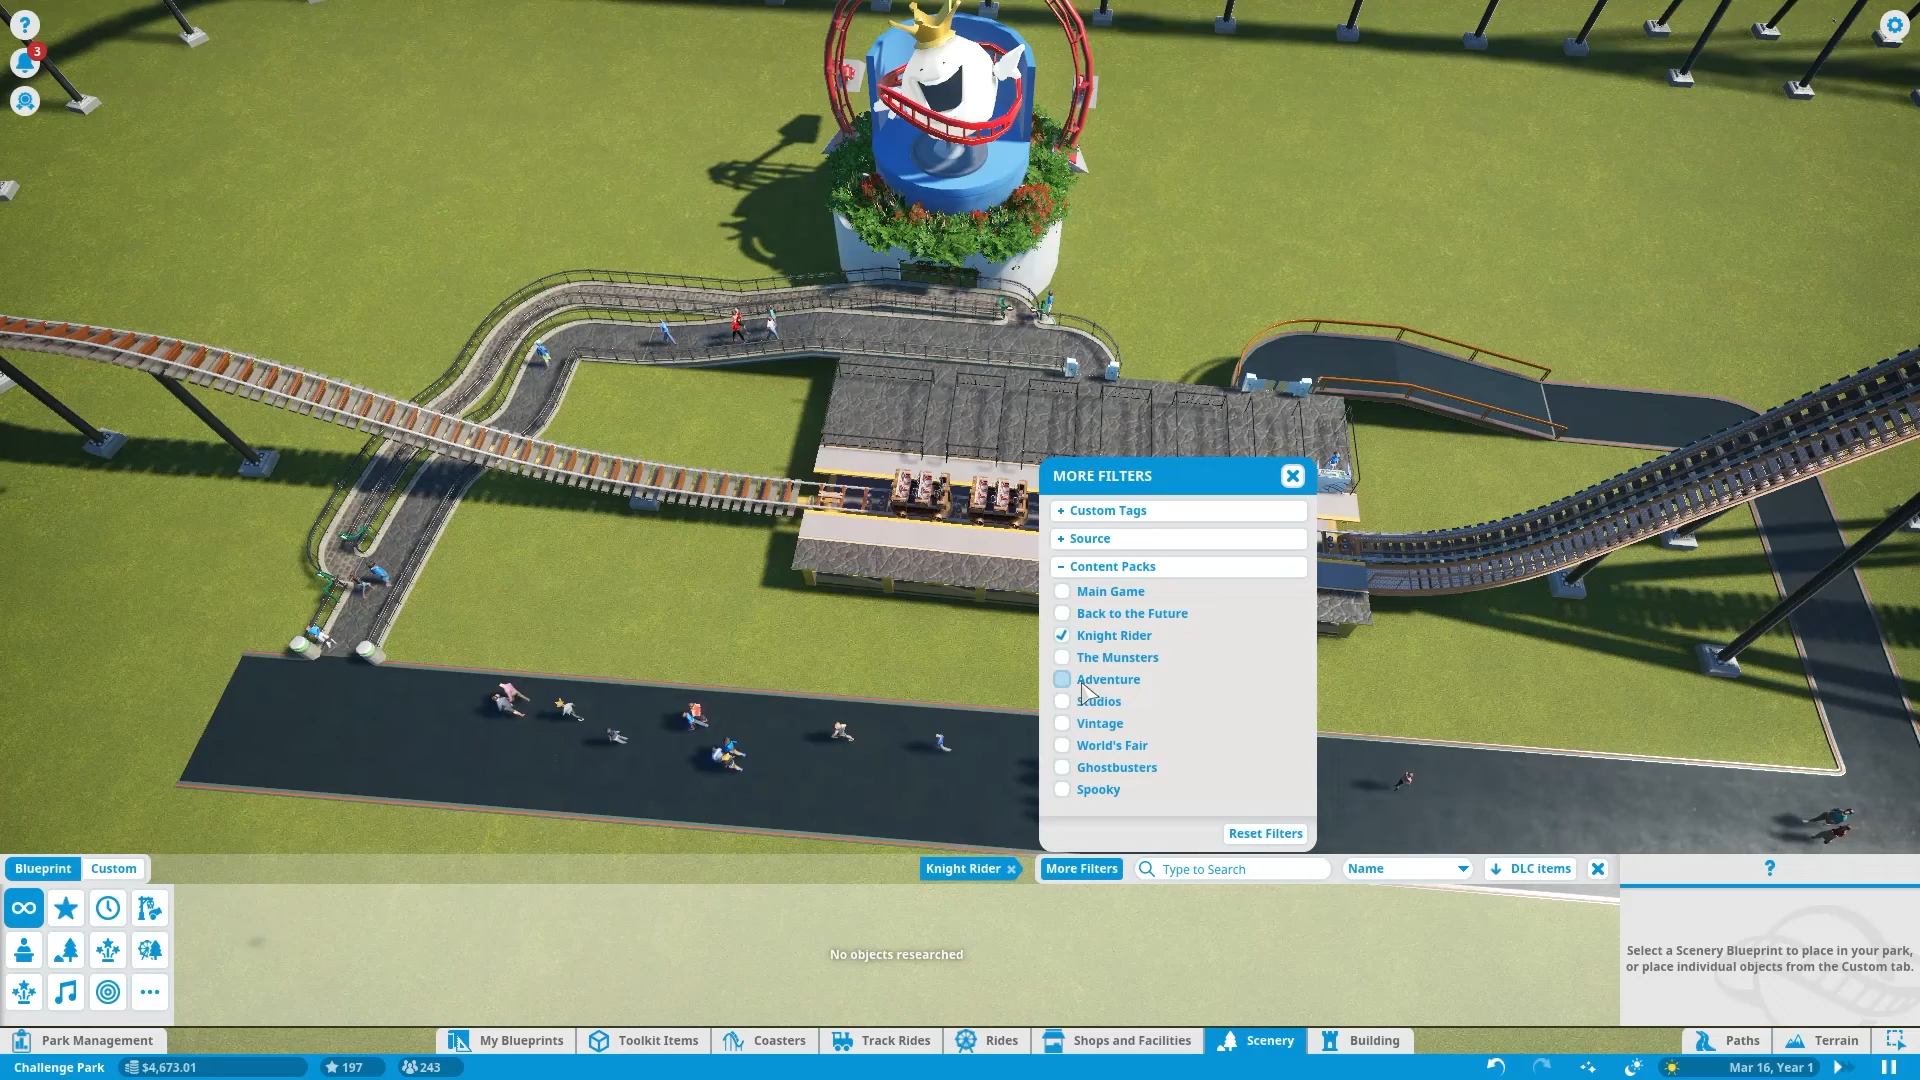 3
MORE FILTERS
+ Custom Tags
+ Source
− Content Packs
Main Game
Back to the Future
Knight Rider
The Munsters
Adventure
Studios
Vintage
World's Fair
Ghostbusters
Spooky
Reset Filters
Blueprint
Custom
Knight Rider
More Filters
Type to Search
Name
DLC items
?
No objects researched
Select a Scenery Blueprint to place in your park,
or place individual objects from the Custom tab.
Park Management
My Blueprints
Toolkit Items
Coasters
Track Rides
Rides
Shops and Facilities
Scenery
Building
Paths
Terrain
Challenge Park
$4,673.01
197
243
Mar 16, Year 1